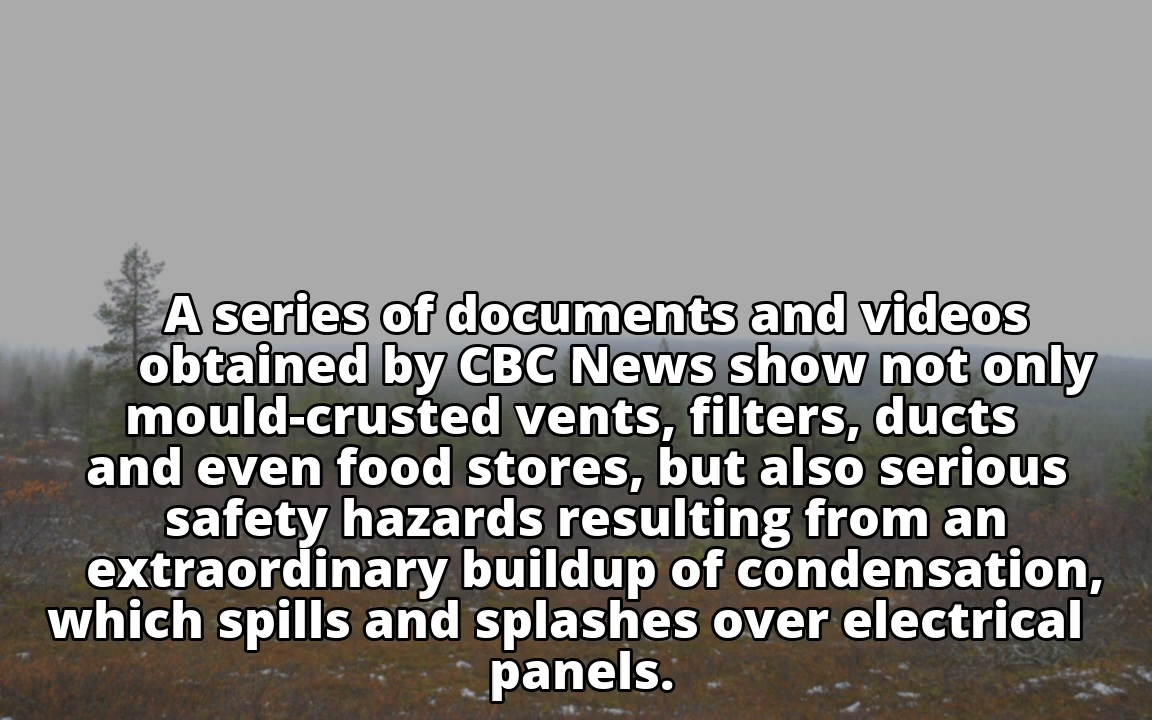 A series of documents and videos
obtained by CBC News show not only
mould-crusted vents, filters, ducts
and even food stores, but also serious
safety hazards resulting from an
extraordinary buildup of condensation,
which spills and splashes over electrical
panels.